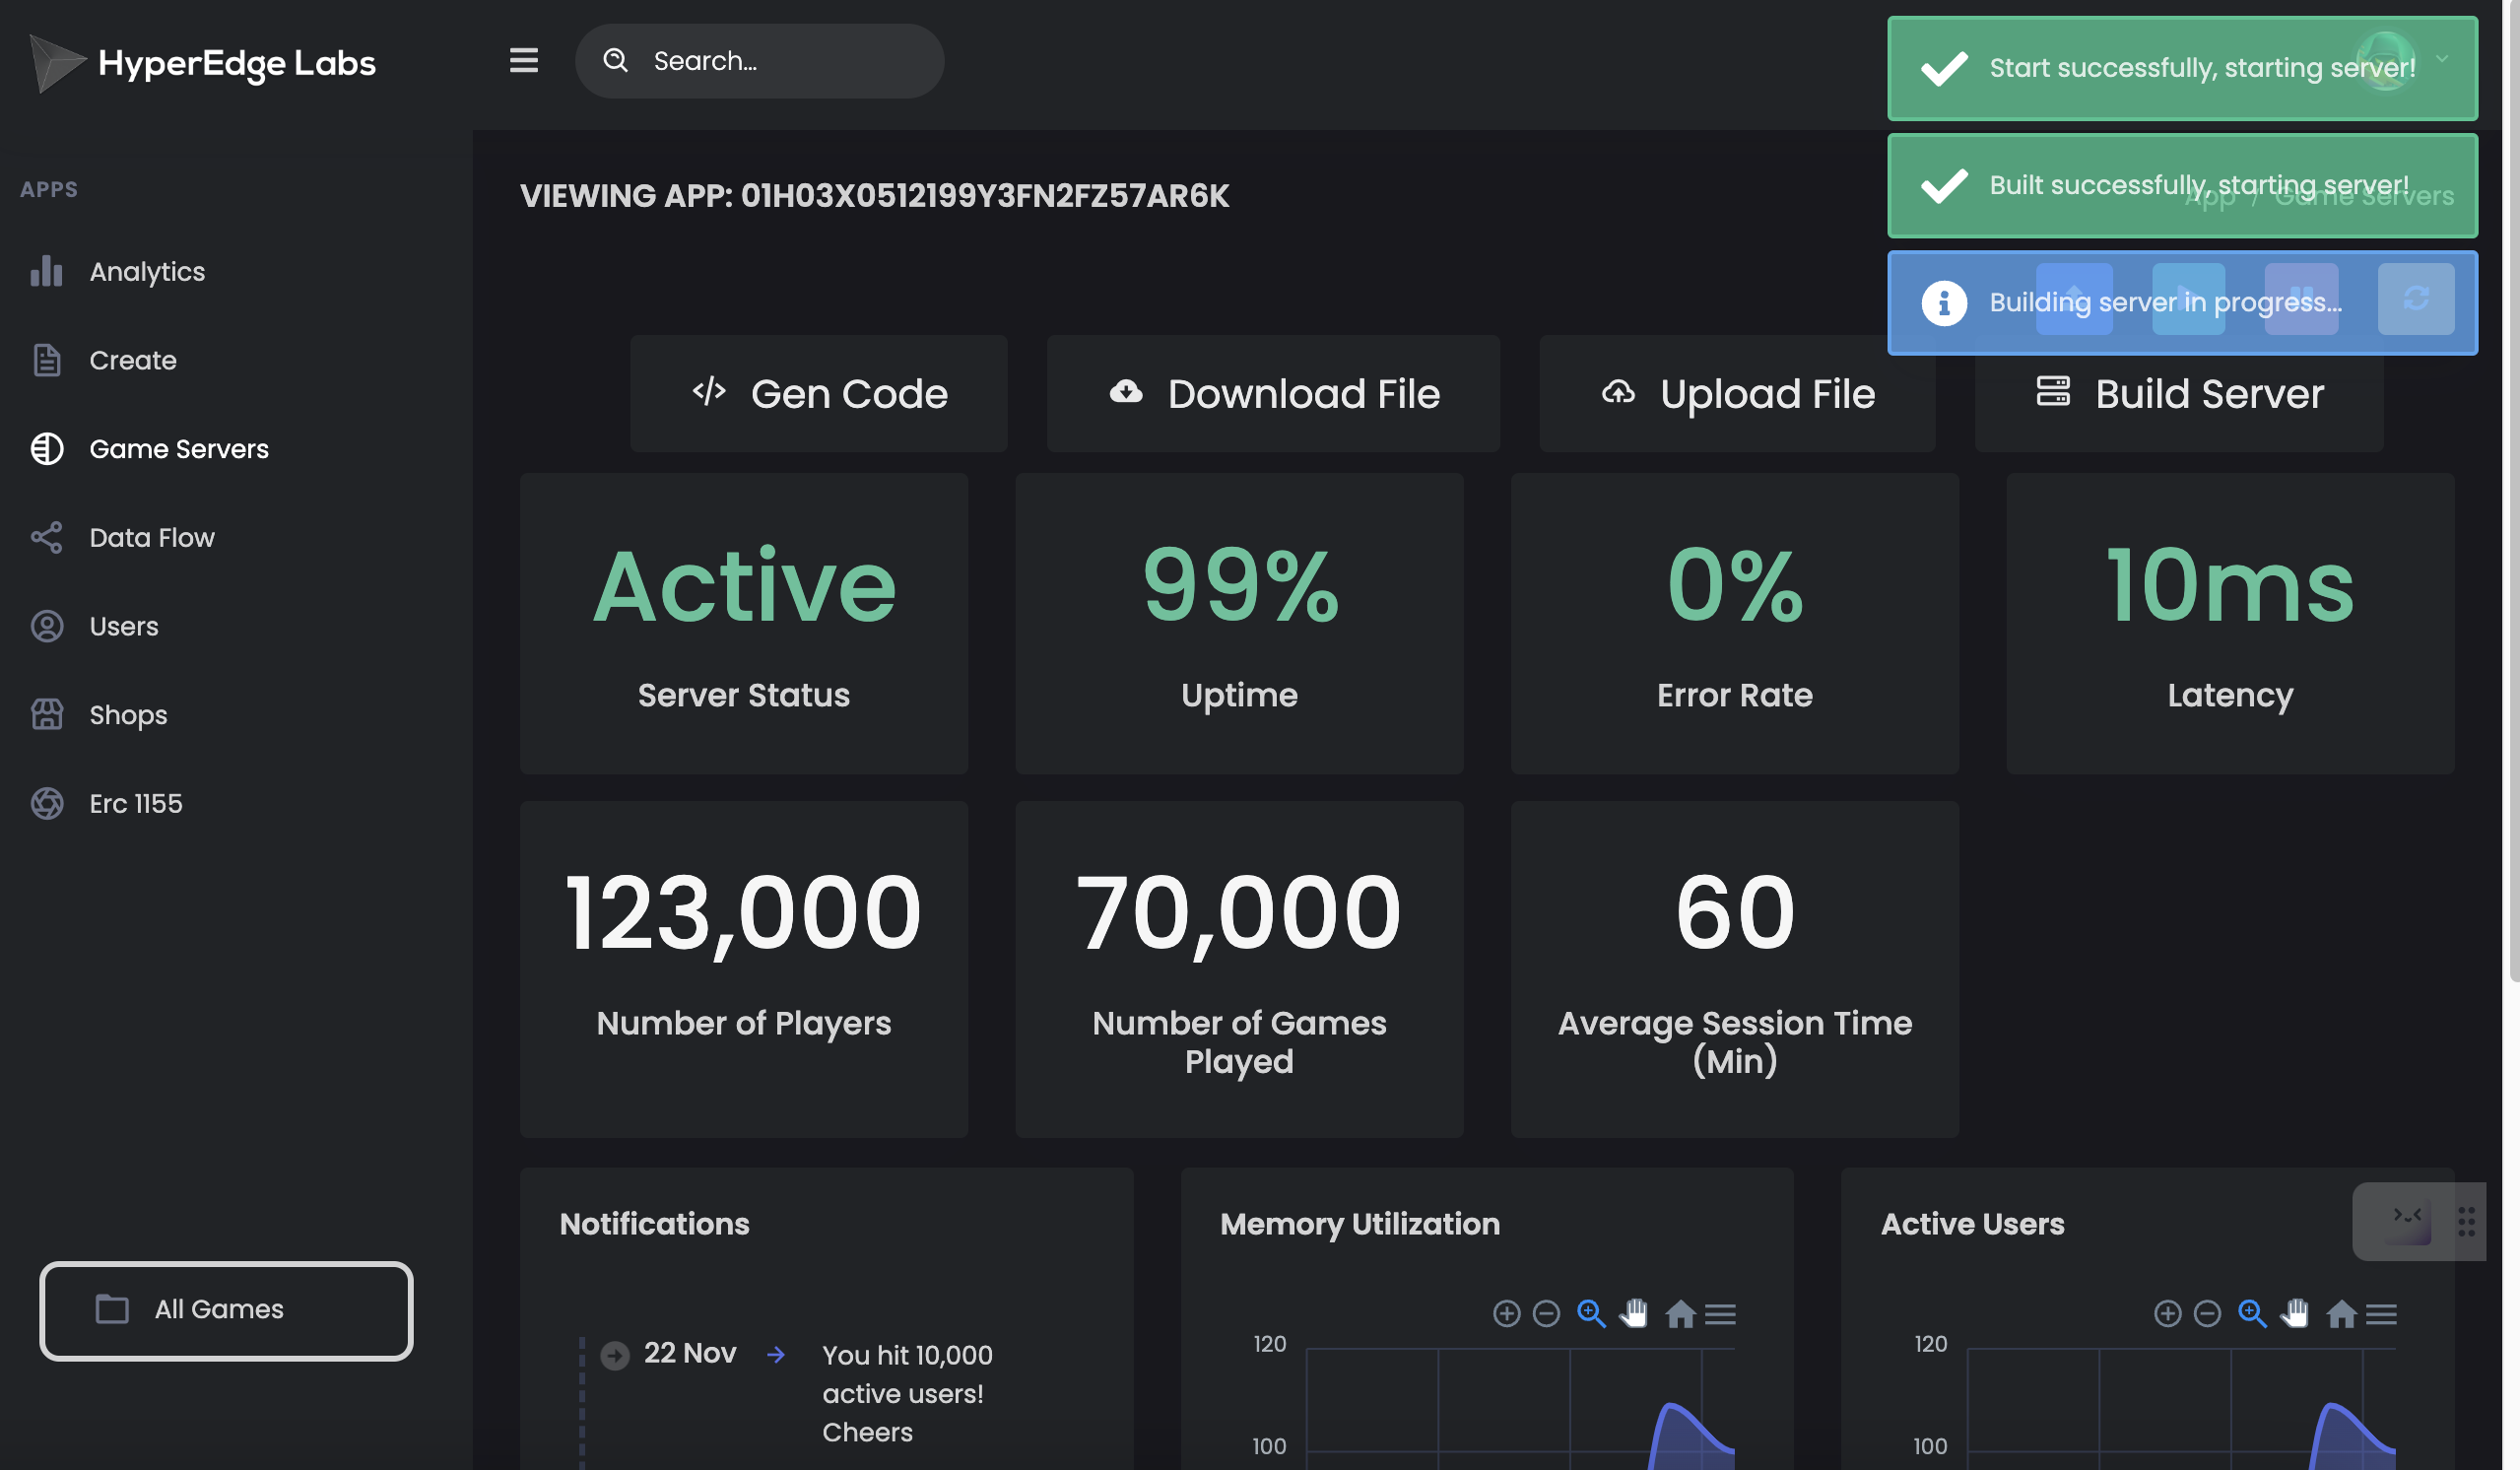 HyperEdge Labs
Search...
Start successfully, starting server!
Built successfully, starting server!
App / Game Servers
Building server in progress...
APPS
Analytics
Create
Game Servers
Data Flow
Users
Shops
Erc 1155
All Games
VIEWING APP: 01H03X0512199Y3FN2FZ57AR6K
Gen Code
Download File
Upload File
Build Server
Active
Server Status
99%
Uptime
0%
Error Rate
10ms
Latency
123,000
Number of Players
70,000
Number of Games
Played
60
Average Session Time
(Min)
Notifications
22 Nov
You hit 10,000
active users!
Cheers
Memory Utilization
120
100
Active Users
120
100